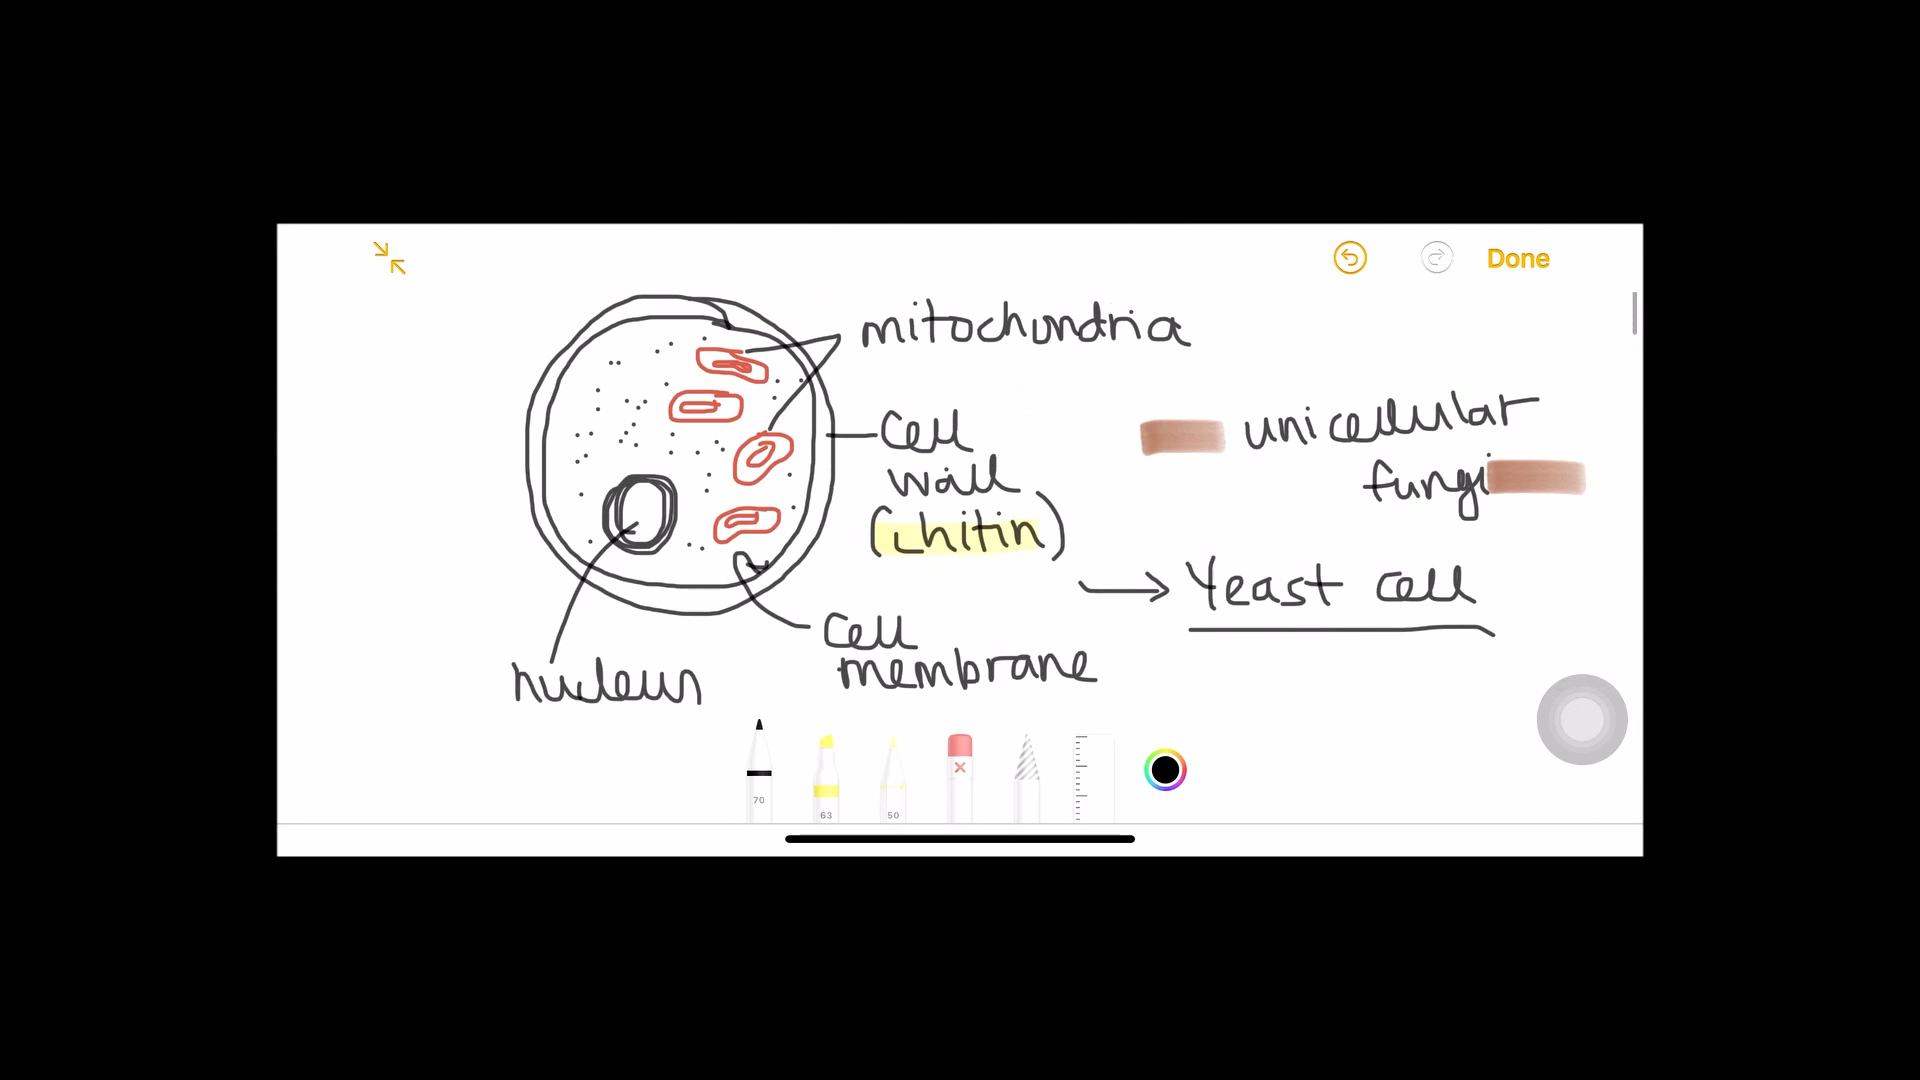 Done
mitochondria
cell
wall
(chitin)
unicellular
fungi
Yeast cell
cell
membrane
nucleus
70
63
50